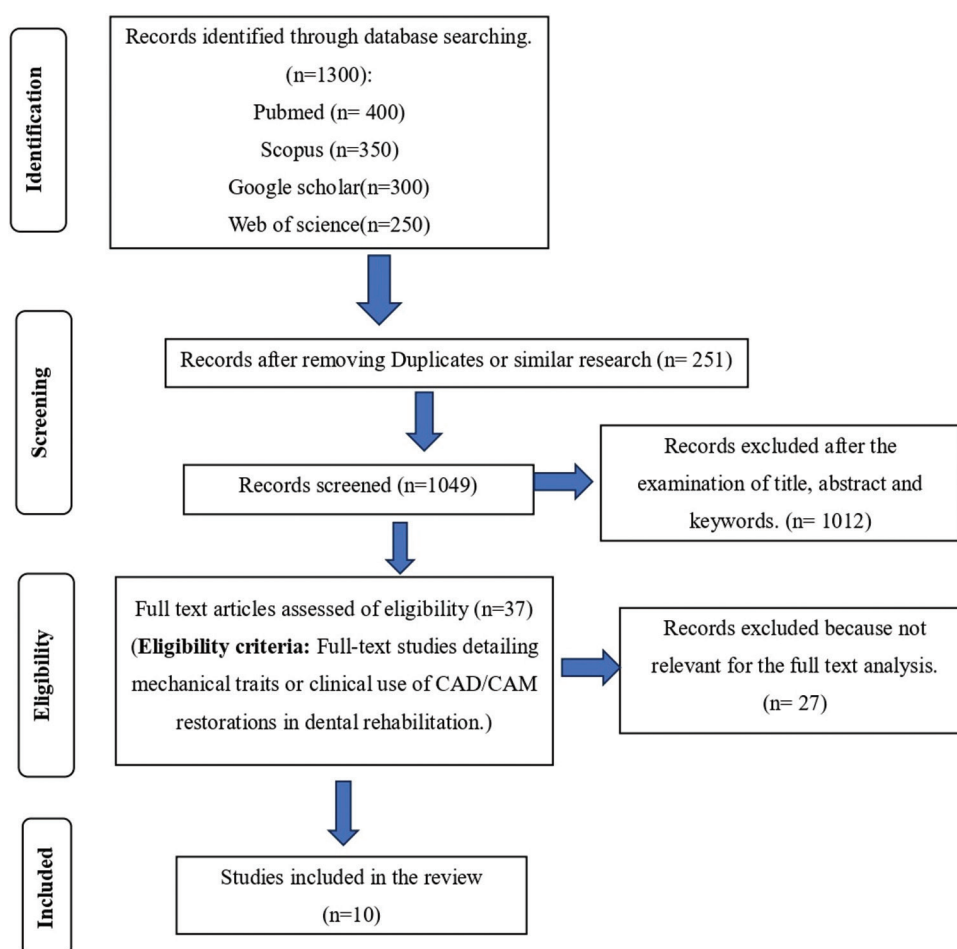 Identification
Records identified through database searching.
(n=1300):
Pubmed (n= 400)
Scopus (n=350)
Google scholar(n=300)
Web of science(n=250)
Screening
Records after removing Duplicates or similar research (n= 251)
Records screened (n=1049)
Records excluded after the
examination of title, abstract and
keywords. (n= 1012)
Eligibility
Full text articles assessed of eligibility (n=37)
(Eligibility criteria: Full-text studies detailing
mechanical traits or clinical use of CAD/CAM
restorations in dental rehabilitation.)
Records excluded because not
relevant for the full text analysis.
(n= 27)
Included
Studies included in the review
(n=10)